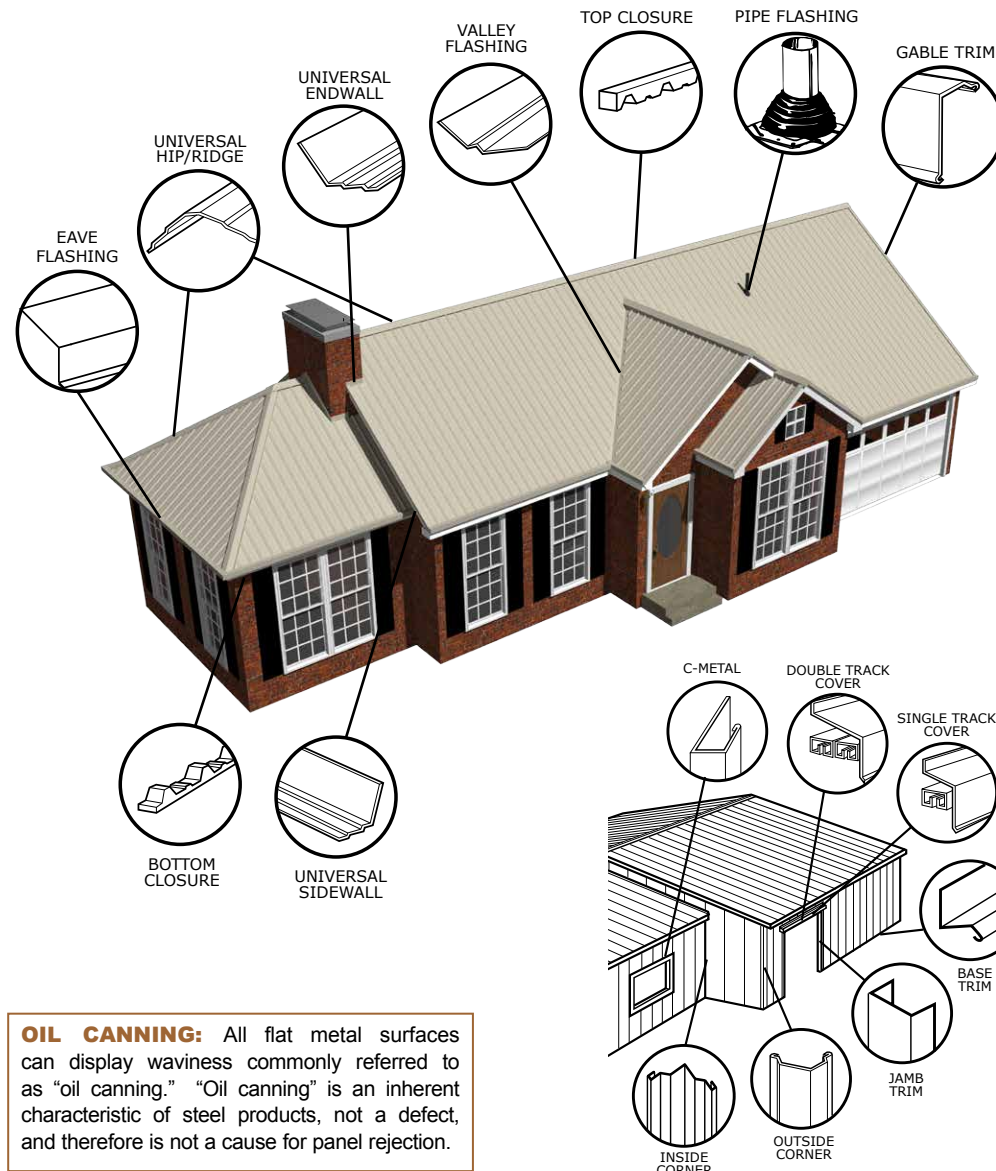 TOP CLOSURE
PIPE FLASHING
VALLEY
FLASHING
GABLE TRIM
UNIVERSAL
ENDWALL
UNIVERSAL
HIP/RIDGE
EAVE
FLASHING
BOTTOM
CLOSURE
UNIVERSAL
SIDEWALL
C-METAL
DOUBLE TRACK
COVER
SINGLE TRACK
COVER
BASE
TRIM
JAMB
TRIM
OUTSIDE
CORNER
INSIDE
CORNER
OIL CANNING: All flat metal surfaces
can display waviness commonly referred to
as “oil canning.” “Oil canning” is an inherent
characteristic of steel products, not a defect,
and therefore is not a cause for panel rejection.